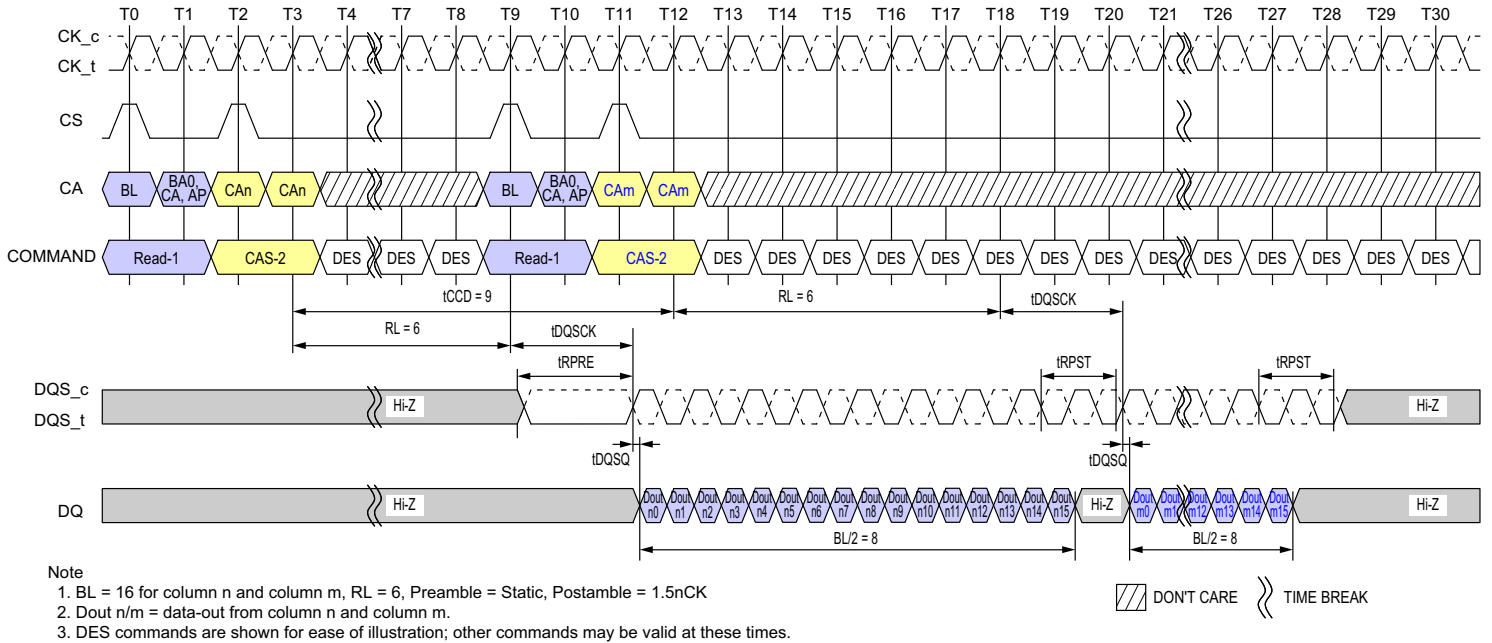 T0 T1 T2 T3 T4 T7 T8 T9 T10 T11 T12 T13 T14 T15 T16 T17 T18 T19 T20 T21 T26 T27 T28 T29 T30
CK_c
CK_t
CS
CA BL BA0, CA, AP CAn CAn BL BA0, CA, AP CAm CAm
COMMAND Read-1 CAS-2 DES DES DES Read-1 CAS-2 DES DES DES DES DES DES DES DES DES DES DES DES DES DES
tCCD = 9 RL = 6 tDQSCK
RL = 6 tDQSCK
tRPRE tRPST tRPST
DQS_c
DQS_t
Hi-Z Hi-Z
tDQSQ tDQSQ
DQ Hi-Z Dout n0 Dout n1 Dout n2 Dout n3 Dout n4 Dout n5 Dout n6 Dout n7 Dout n8 Dout n9 Dout n10 Dout n11 Dout n12 Dout n13 Dout n14 Dout n15 Hi-Z Dout m0 Dout m1 Dout m12 Dout m13 Dout m14 Dout m15 Hi-Z
BL/2 = 8 BL/2 = 8
Note
1. BL = 16 for column n and column m, RL = 6, Preamble = Static, Postamble = 1.5nCK
2. Dout n/m = data-out from column n and column m.
3. DES commands are shown for ease of illustration; other commands may be valid at these times.
DON'T CARE TIME BREAK